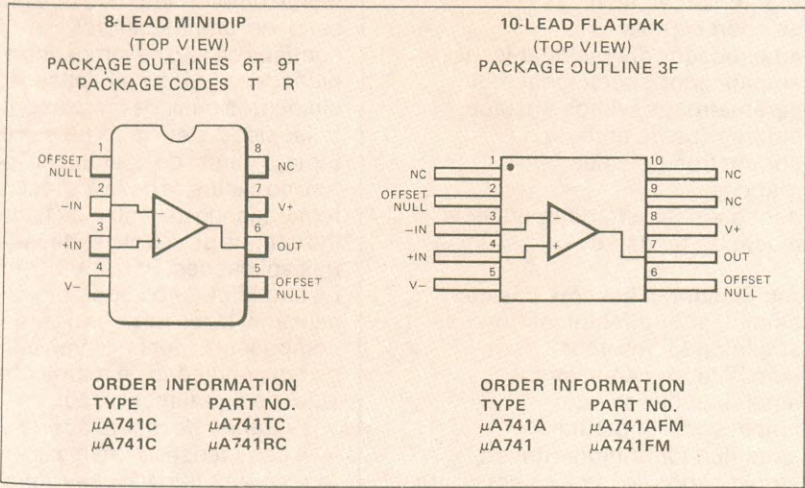 8-LEAD MINIDIP
(TOP VIEW)
PACKAGE OUTLINES 6T 9T
PACKAGE CODES T R
1
OFFSET
NULL
2
-IN
3
+IN
4
V-
8
NC
7
V+
6
OUT
5
OFFSET
NULL
-
+
ORDER INFORMATION
TYPE PART NO.
μA741C μA741TC
μA741C μA741RC
10-LEAD FLATPAK
(TOP VIEW)
PACKAGE OUTLINE 3F
1
NC
2
OFFSET
NULL
3
-IN
4
+IN
5
V-
10
NC
9
NC
8
V+
7
OUT
6
OFFSET
NULL
-
+
ORDER INFORMATION
TYPE PART NO.
μA741A μA741AFM
μA741 μA741FM